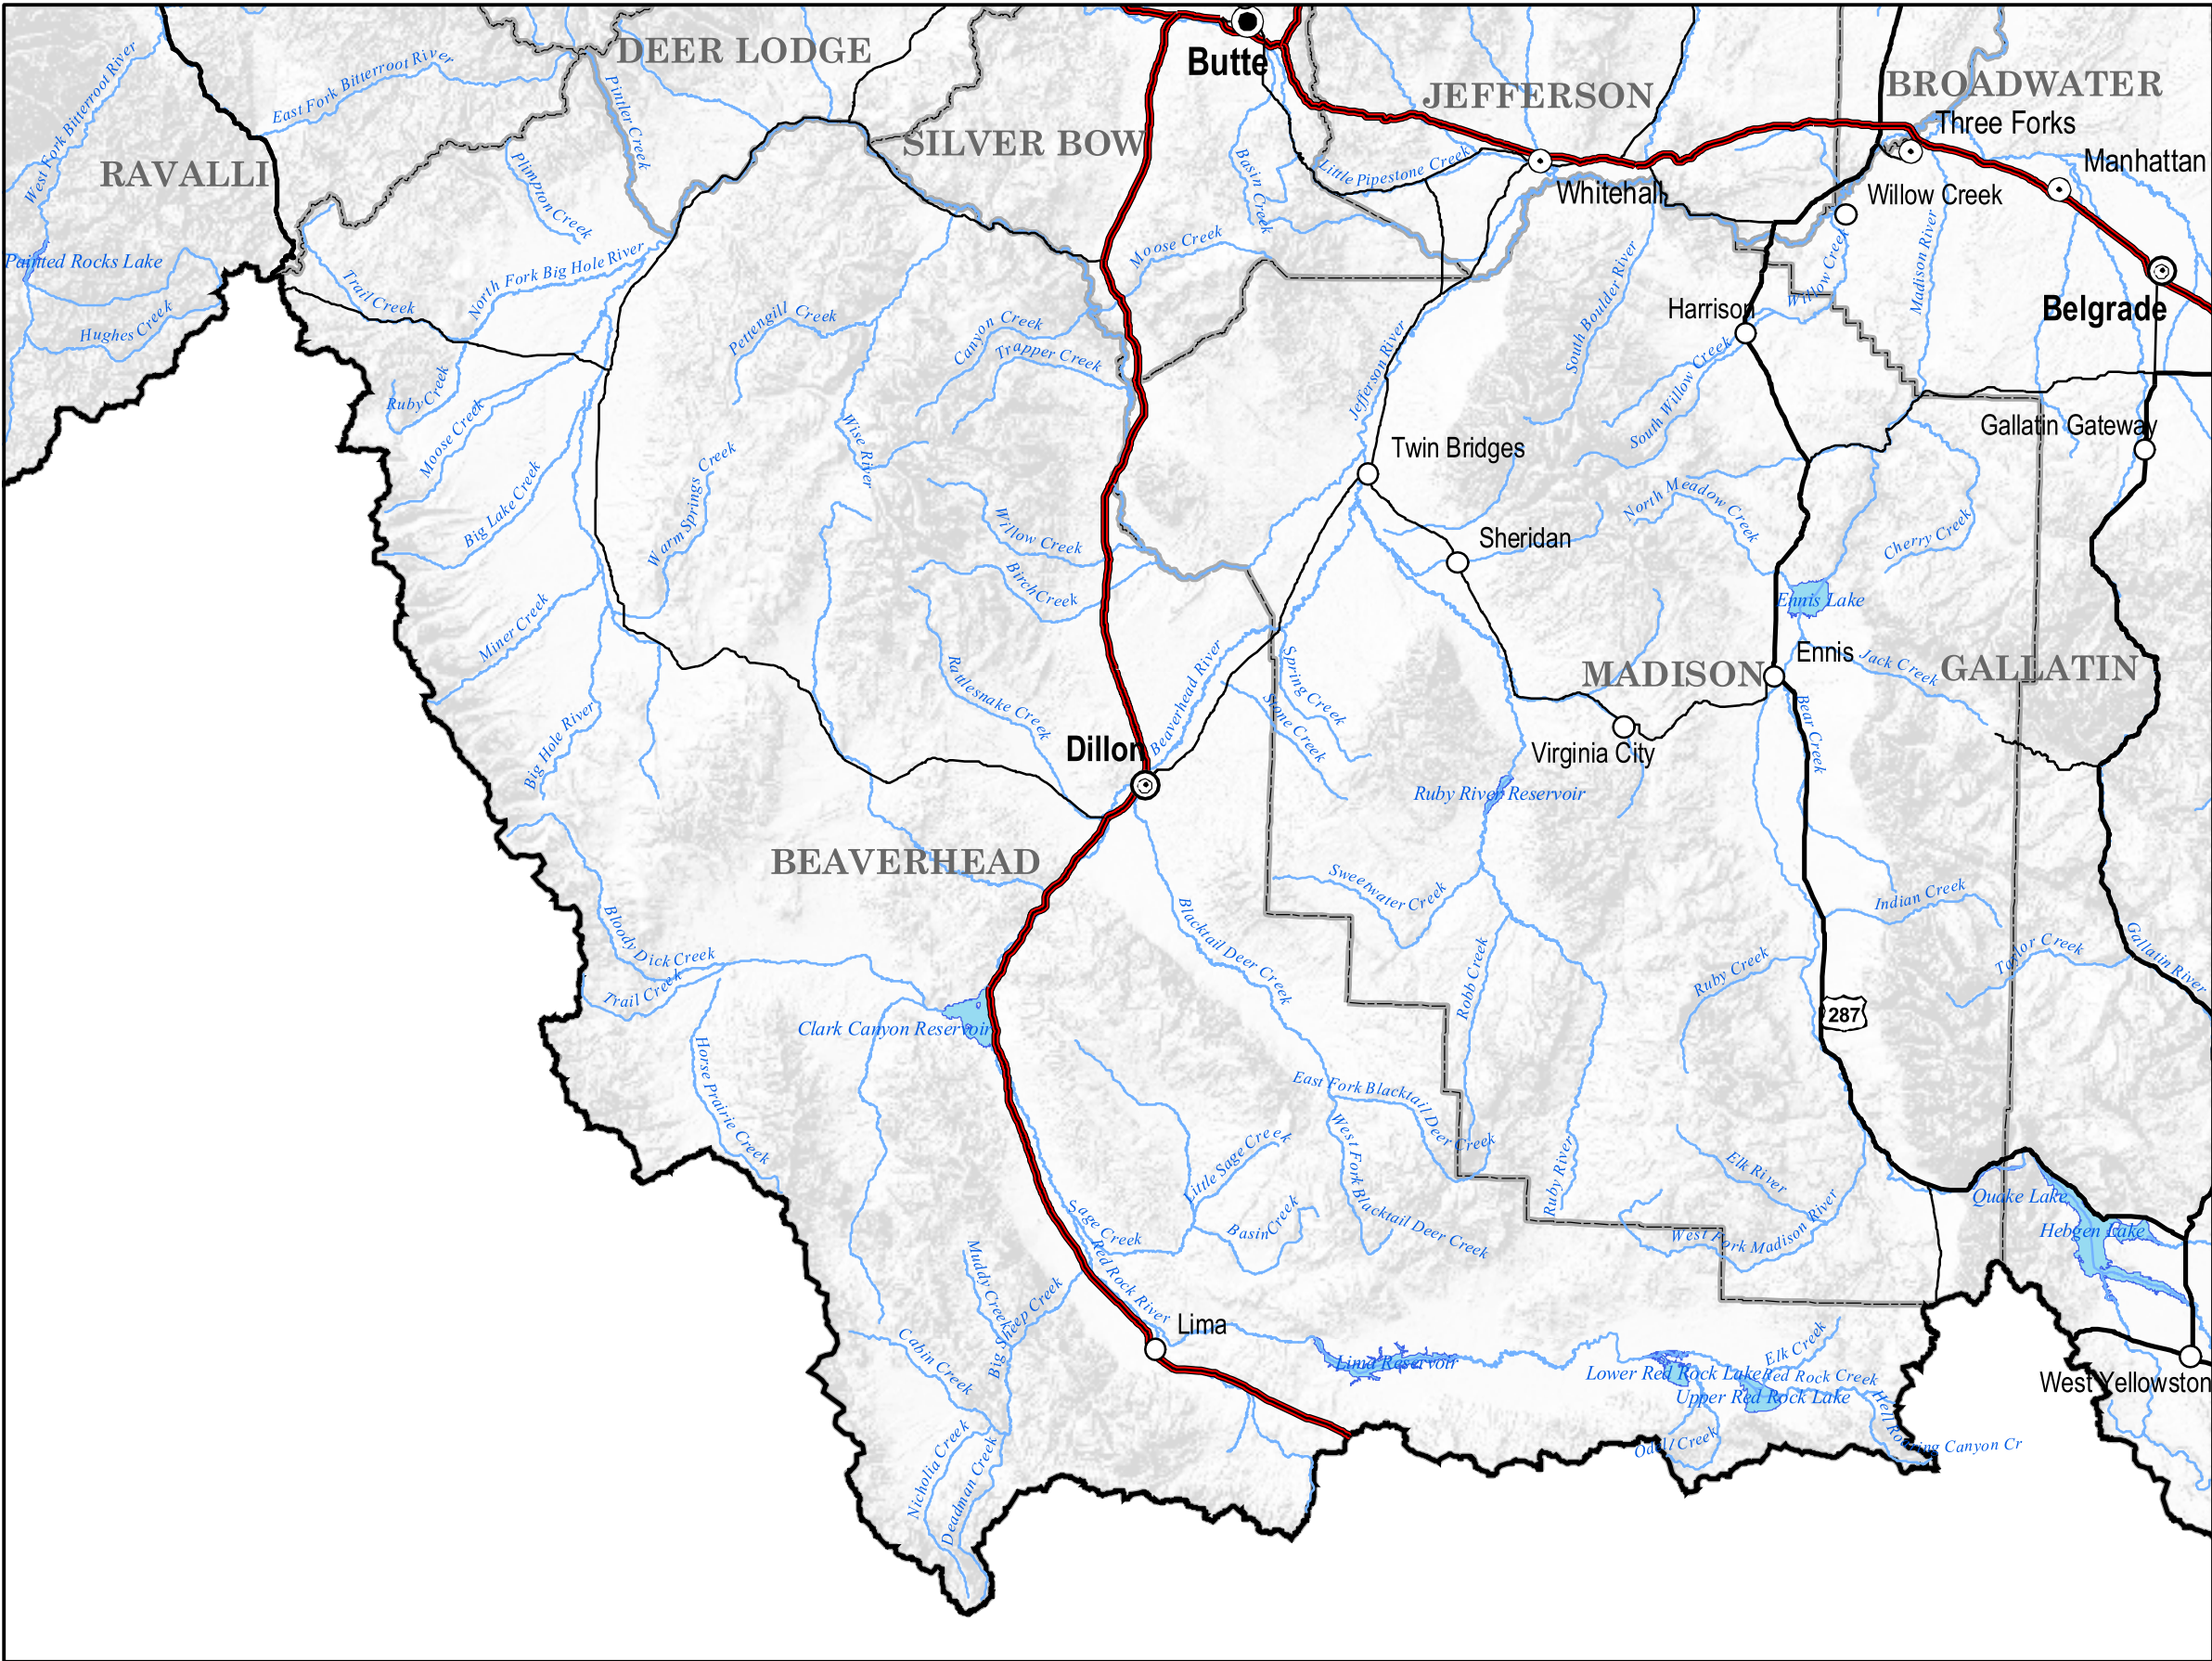 DEER LODGE
Butte
JEFFERSON
BROADWATER
Three Forks
Manhattan
West Fork Bitterroot River
East Fork Bitterroot River
Pintler Creek
SILVER BOW
RAVALLI
Plimpton Creek
Basin Creek
Little Pipestone Creek
Whitehall
Willow Creek
Painted Rocks Lake
Hughes Creek
Trail Creek
North Fork Big Hole River
Moose Creek
Madison River
Willow Creek
South Boulder River
Harrison
Belgrade
Pettengill Creek
Canyon Creek
Trapper Creek
Jefferson River
South Willow Creek
Ruby Creek
Moose Creek
Wise River
Twin Bridges
Gallatin Gateway
Big Lake Creek
Warm Springs Creek
Willow Creek
Birch Creek
Sheridan
North Meadow Creek
Cherry Creek
Ennis Lake
Miner Creek
Rattlesnake Creek
Beaverhead River
Spring Creek
Stone Creek
MADISON
Ennis
Jack Creek
GALLATIN
Bear Creek
Big Hole River
Dillon
Virginia City
Ruby River Reservoir
BEAVERHEAD
Sweetwater Creek
Indian Creek
Bloody Dick Creek
Trail Creek
Blacktail Deer Creek
Robb Creek
Ruby Creek
Taylor Creek
Gallatin River
Clark Canyon Reservoir
287
Horse Prairie Creek
East Fork Blacktail Deer Creek
West Fork Blacktail Deer Creek
Little Sage Creek
Ruby River
Elk River
Quake Lake
Hebgen Lake
Sage Creek
Basin Creek
West Fork Madison River
Muddy Creek
Big Sheep Creek
Red Rock River
Lima
Cabin Creek
Lima Reservoir
Lower Red Rock Lake
Elk Creek
Red Rock Creek
Upper Red Rock Lake
West Yellowston
Nicholia Creek
Deadman Creek
Odell Creek
Hell Roaring Canyon Cr